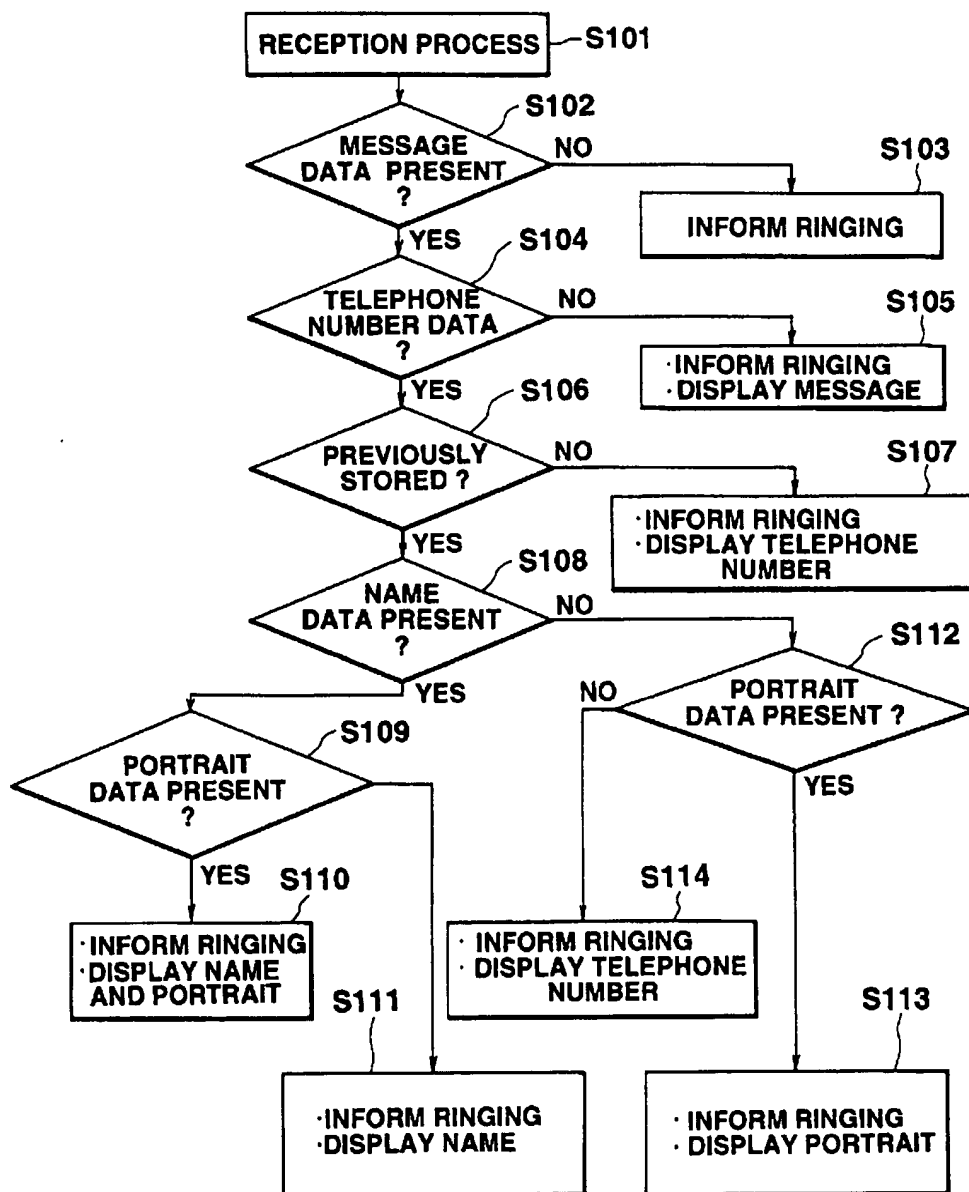 RECEPTION PROCESS
S101
S102
MESSAGE
DATA PRESENT
?
NO
YES
S103
INFORM RINGING
S104
TELEPHONE
NUMBER DATA
?
NO
YES
S105
·INFORM RINGING
·DISPLAY MESSAGE
S106
PREVIOUSLY
STORED ?
NO
YES
S107
·INFORM RINGING
·DISPLAY TELEPHONE
NUMBER
S108
NAME
DATA PRESENT
?
NO
YES
S112
PORTRAIT
DATA PRESENT ?
NO
YES
S109
PORTRAIT
DATA PRESENT
?
YES
S110
·INFORM RINGING
·DISPLAY NAME
AND PORTRAIT
S114
· INFORM RINGING
· DISPLAY TELEPHONE
NUMBER
S111
·INFORM RINGING
·DISPLAY NAME
S113
· INFORM RINGING
· DISPLAY PORTRAIT